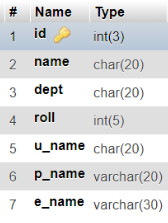 # Name Type
1 id int(3)
2 name char(20)
3 dept char(20)
4 roll int(5)
5 u_name char(20)
6 p_name varchar(20)
7 e_name varchar(30)